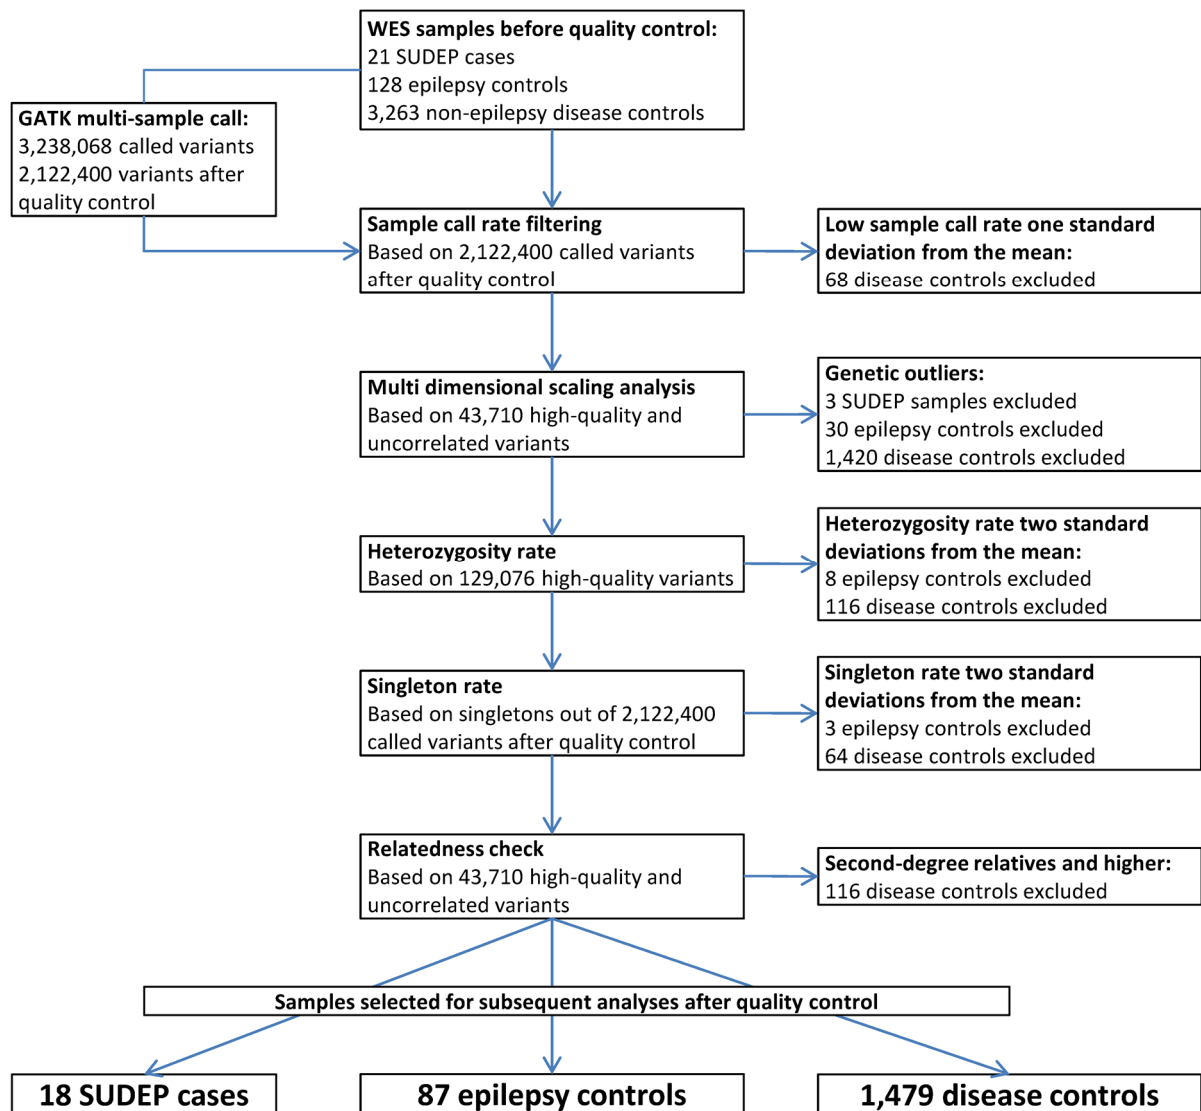 WES samples before quality control:
21 SUDEP cases
128 epilepsy controls
3,263 non-epilepsy disease controls
GATK multi-sample call:
3,238,068 called variants
2,122,400 variants after
quality control
Sample call rate filtering
Based on 2,122,400 called variants
after quality control
Low sample call rate one standard
deviation from the mean:
68 disease controls excluded
Multi dimensional scaling analysis
Based on 43,710 high-quality and
uncorrelated variants
Genetic outliers:
3 SUDEP samples excluded
30 epilepsy controls excluded
1,420 disease controls excluded
Heterozygosity rate
Based on 129,076 high-quality variants
Heterozygosity rate two standard
deviations from the mean:
8 epilepsy controls excluded
116 disease controls excluded
Singleton rate
Based on singletons out of 2,122,400
called variants after quality control
Singleton rate two standard
deviations from the mean:
3 epilepsy controls excluded
64 disease controls excluded
Relatedness check
Based on 43,710 high-quality and
uncorrelated variants
Second-degree relatives and higher:
116 disease controls excluded
Samples selected for subsequent analyses after quality control
18 SUDEP cases
87 epilepsy controls
1,479 disease controls